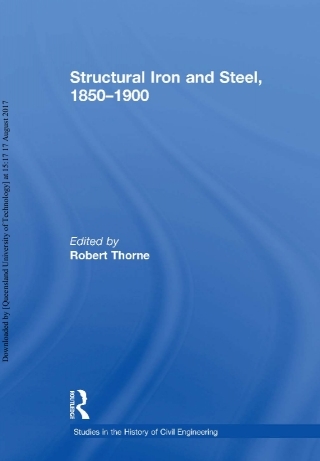 Structural Iron and Steel,
1850–1900
Edited by
Robert Thorne
ROUTLEDGE
Studies in the History of Civil Engineering
Downloaded by [Queensland University of Technology] at 15:17 17 August 2017